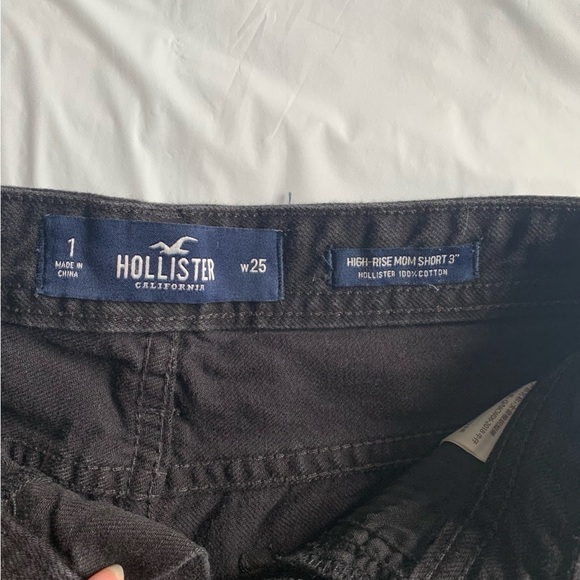 1
MADE IN
CHINA
HOLLISTER
CALIFORNIA
W25
HIGH-RISE MOM SHORT 3"
HOLLISTER 100% COTTON